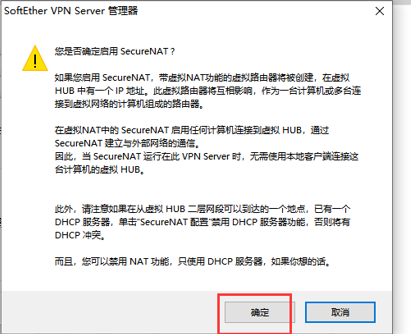 SoftEther VPN Server 管理器
您是否确定启用 SecureNAT？
如果您启用 SecureNAT，带虚拟NAT功能的虚拟路由器将被创建，在虚拟
HUB 中有一个 IP 地址。此虚拟路由器将互相影响，作为一台计算机或多台连
接到虚拟网络的计算机组成的路由器。
在虚拟NAT中的 SecureNAT 启用任何计算机连接到虚拟 HUB，通过
SecureNAT 建立与外部网络的通信。
因此，当 SecureNAT 运行在此 VPN Server 时，无需使用本地客户端连接这
台计算机的虚拟 HUB。
此外，请注意如果在从虚拟 HUB 二层网段可以到达的一个地点，已有一个
DHCP 服务器，单击“SecureNAT 配置”禁用 DHCP 服务器功能，否则将有
DHCP 冲突。
而且，您可以禁用 NAT 功能，只使用 DHCP 服务器，如果你想的话。
确定
取消